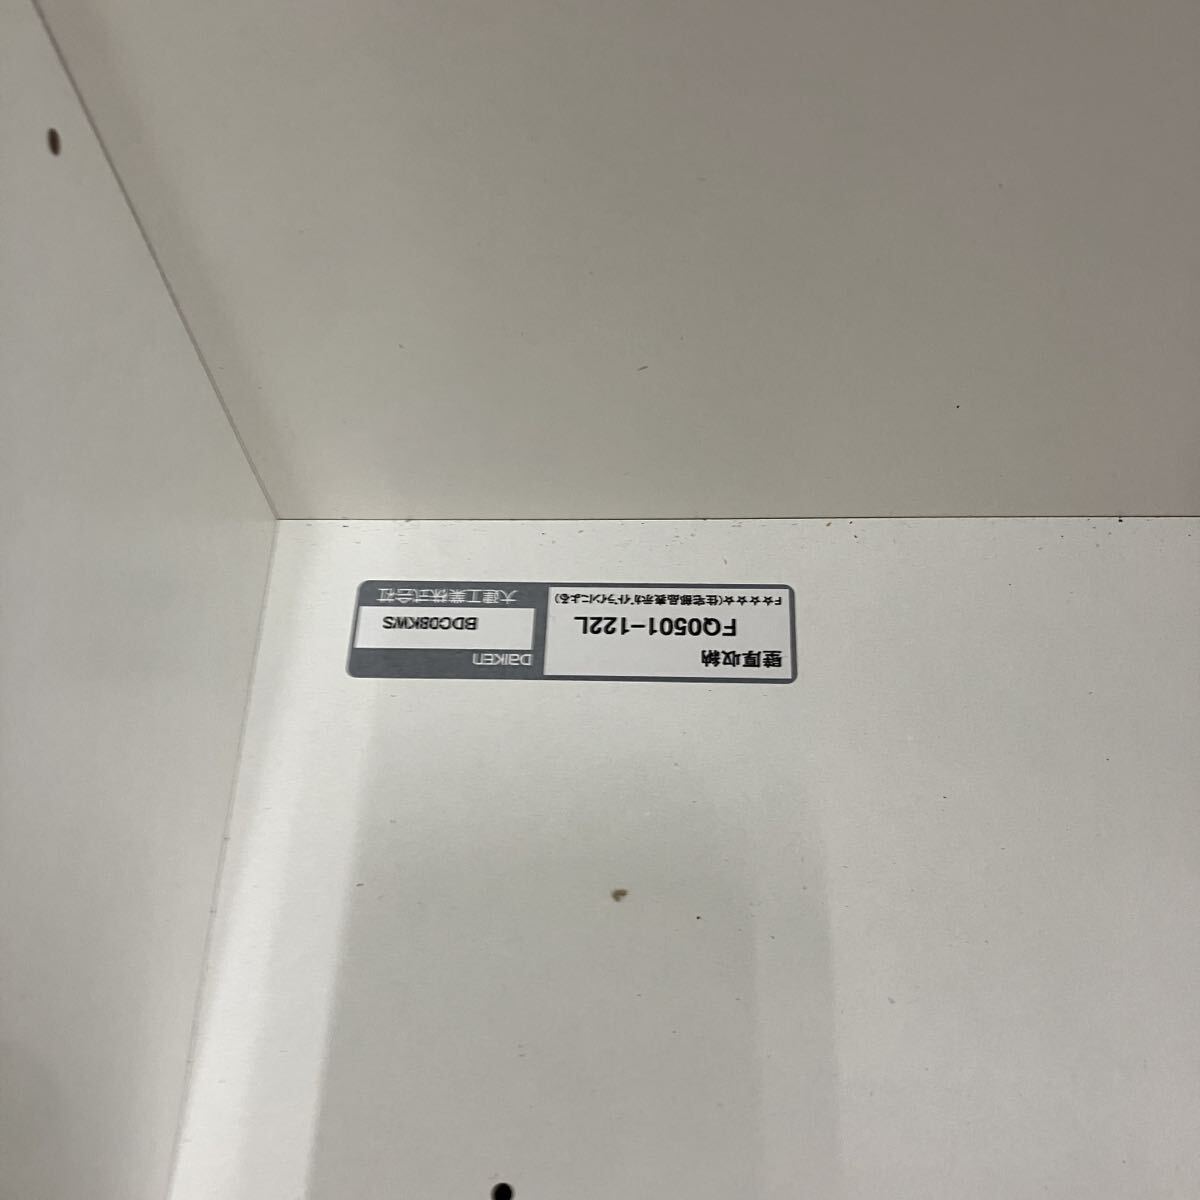 壁厚収納
FQ0501-122L
F☆☆☆☆(住宅部品表示ｶﾞｲﾄﾞﾗｲﾝによる)
DAIKEN
BDC08KWS
大建工業株式会社